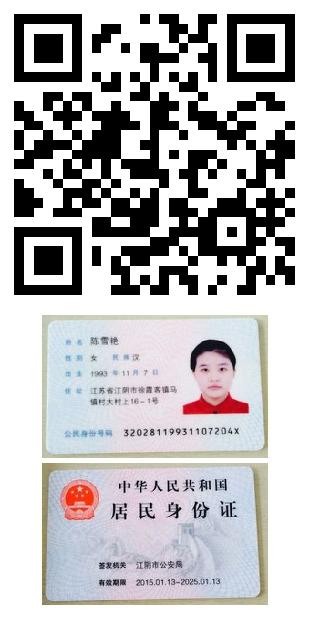 姓名 陈雪艳
性别 女 民族 汉
出生 1993 年 11 月 7 日
住址 江苏省江阴市徐霞客镇马
镇村大村上16-1号
公民身份号码 32028119931107204X
中华人民共和国
居民身份证
签发机关 江阴市公安局
有效期限 2015.01.13-2025.01.13